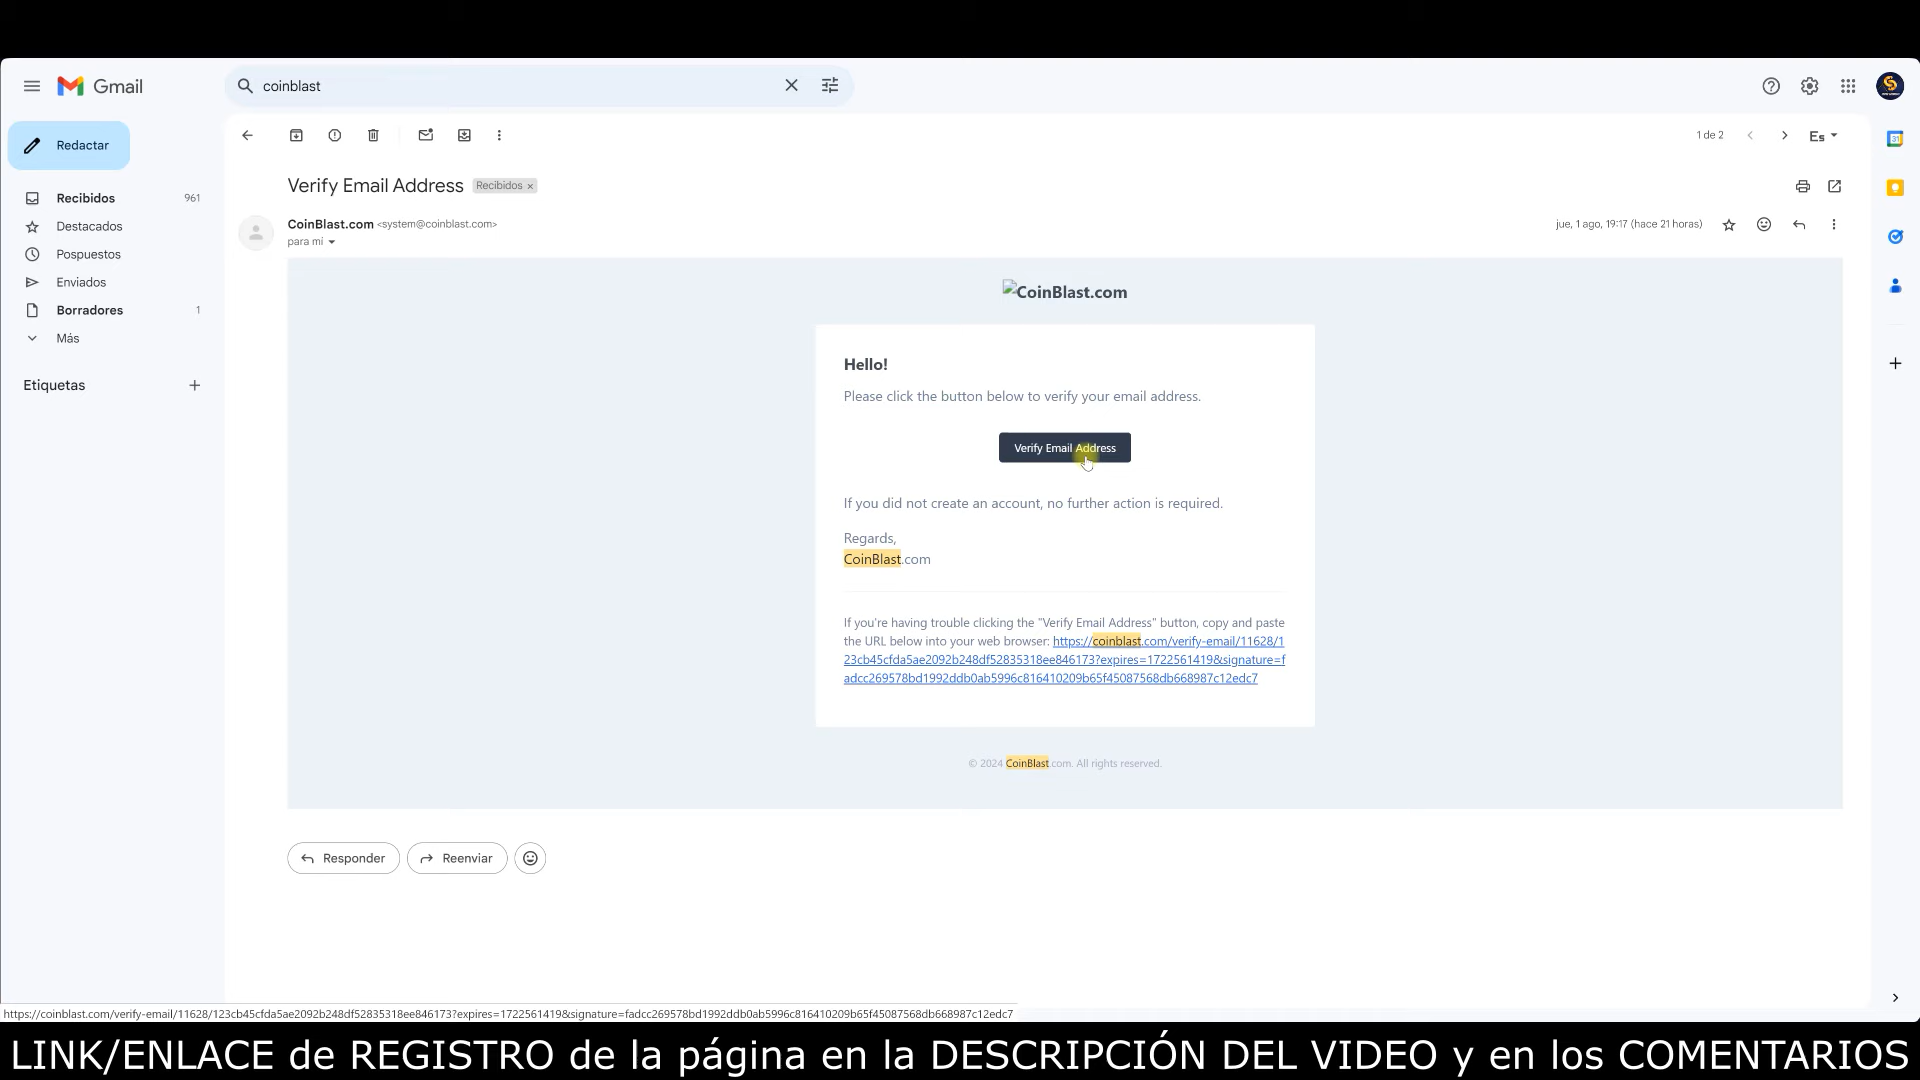 Gmail
coinblast
Redactar
1 de 2
Es
Recibidos 961
Destacados
Pospuestos
Enviados
Borradores 1
Más
Etiquetas
Verify Email Address Recibidos ×
CoinBlast.com <system@coinblast.com>
jue, 1 ago, 19:17 (hace 21 horas)
para mí
CoinBlast.com
Hello!
Please click the button below to verify your email address.
Verify Email Address
If you did not create an account, no further action is required.
Regards,
CoinBlast.com
If you're having trouble clicking the "Verify Email Address" button, copy and paste
the URL below into your web browser: https://coinblast.com/verify-email/11628/1
23cb45cfda5ae2092b248df52835318ee846173?expires=1722561419&signature=f
adcc269578bd1992ddb0ab5996c816410209b65f45087568db668987c12edc7
© 2024 CoinBlast.com. All rights reserved.
Responder
Reenviar
31
https://coinblast.com/verify-email/11628/123cb45cfda5ae2092b248df52835318ee846173?expires=1722561419&signature=fadcc269578bd1992ddb0ab5996c816410209b65f45087568db668987c12edc7
LINK/ENLACE de REGISTRO de la página en la DESCRIPCIÓN DEL VIDEO y en los COMENTARIOS